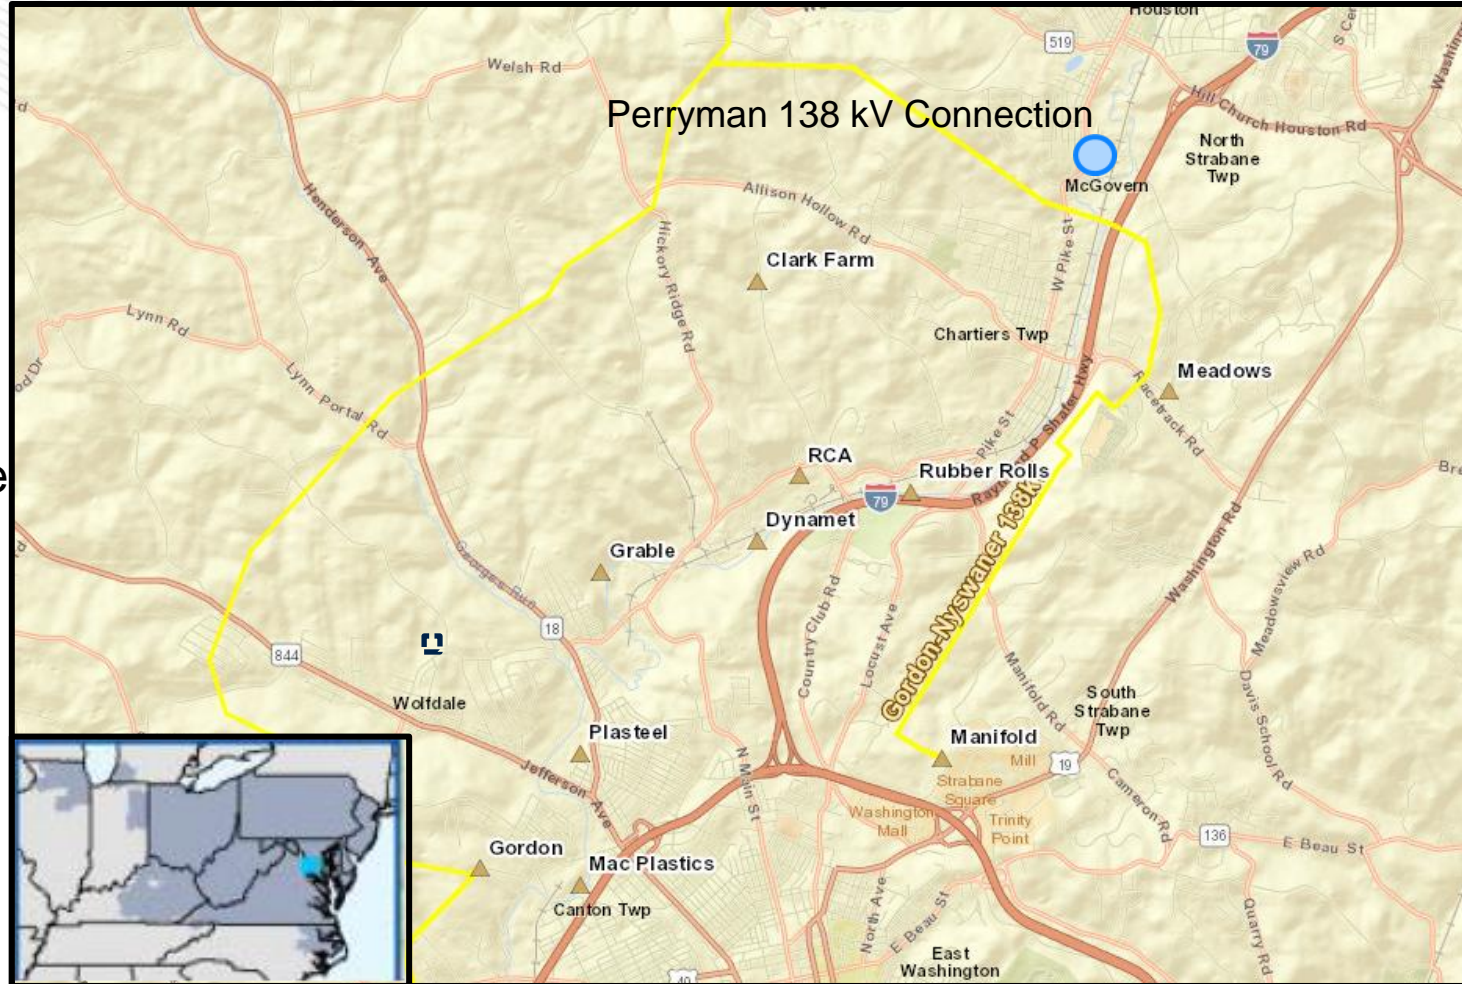 Houston
519
79
S Cer
Welsh Rd
Perryman 138 kV Connection
Hill Church Houston Rd
North
Strabane
Twp
McGovern
Henderson Ave
Allison Hollow Rd
Hickory Ridge Rd
W Pike St
Clark Farm
Lynn Rd
Chartiers Twp
Meadows
Racetrack Rd
Lynn Portal Rd
Pike St
RCA
Rubber Rolls
79
Dynamet
Gordon-Nyswaner 138k
Washington Rd
Grable
Georges Run
Country Club Rd
Locust Ave
Meadowsview Rd
18
844
Wolfdale
Manifold Rd
South
Strabane
Twp
Davis School Rd
Plasteel
Manifold
Mill
Jefferson Ave
N Main St
19
Strabane
Square
Cameron Rd
Washington
Mall
Trinity
Point
136
E Beau St
Gordon
Mac Plastics
Canton Twp
North Ave
E Beau St
Quarry Rd
East
Washington
40